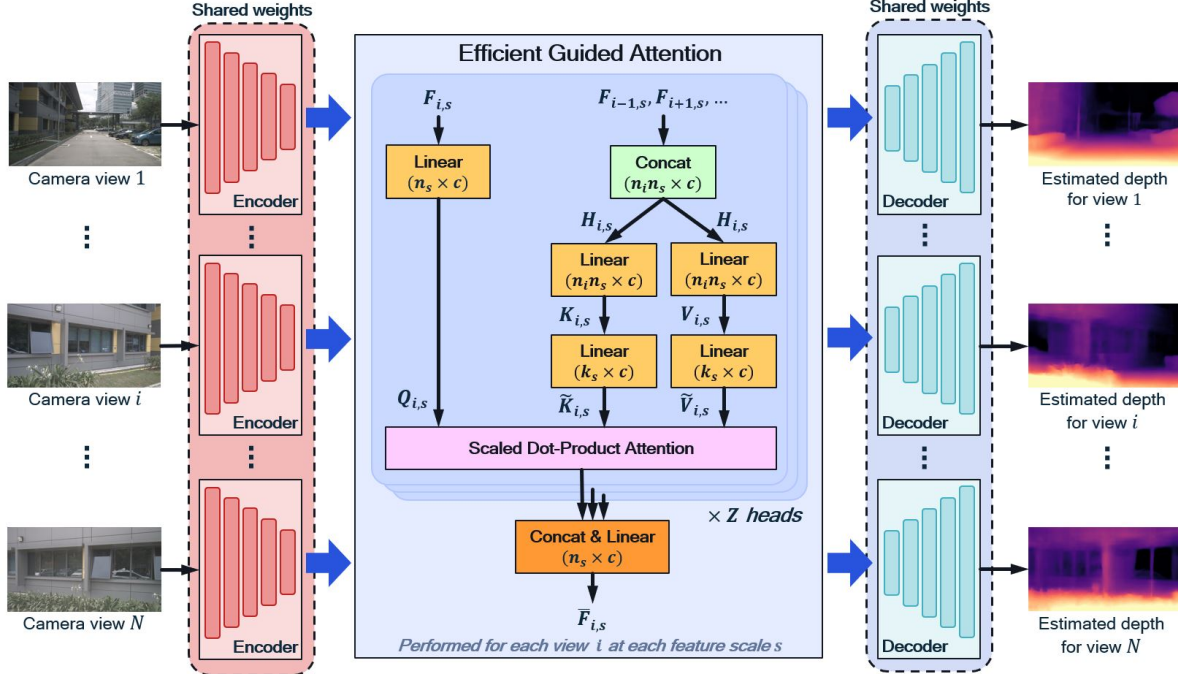 Shared weights
Shared weights
Efficient Guided Attention
F_{i,s}
F_{i−1,s}, F_{i+1,s}, ...
Linear
(n_s × c)
Concat
(n_i n_s × c)
Camera view 1
Encoder
Decoder
Estimated depth
for view 1
H_{i,s}
H_{i,s}
Linear
(n_i n_s × c)
Linear
(n_i n_s × c)
K_{i,s}
V_{i,s}
Linear
(k_s × c)
Linear
(k_s × c)
Camera view i
Encoder
Decoder
Estimated depth
for view i
Q_{i,s}
K̃_{i,s}
Ṽ_{i,s}
Scaled Dot-Product Attention
× Z heads
Concat & Linear
(n_s × c)
F̅_{i,s}
Camera view N
Encoder
Decoder
Estimated depth
for view N
Performed for each view i at each feature scale s